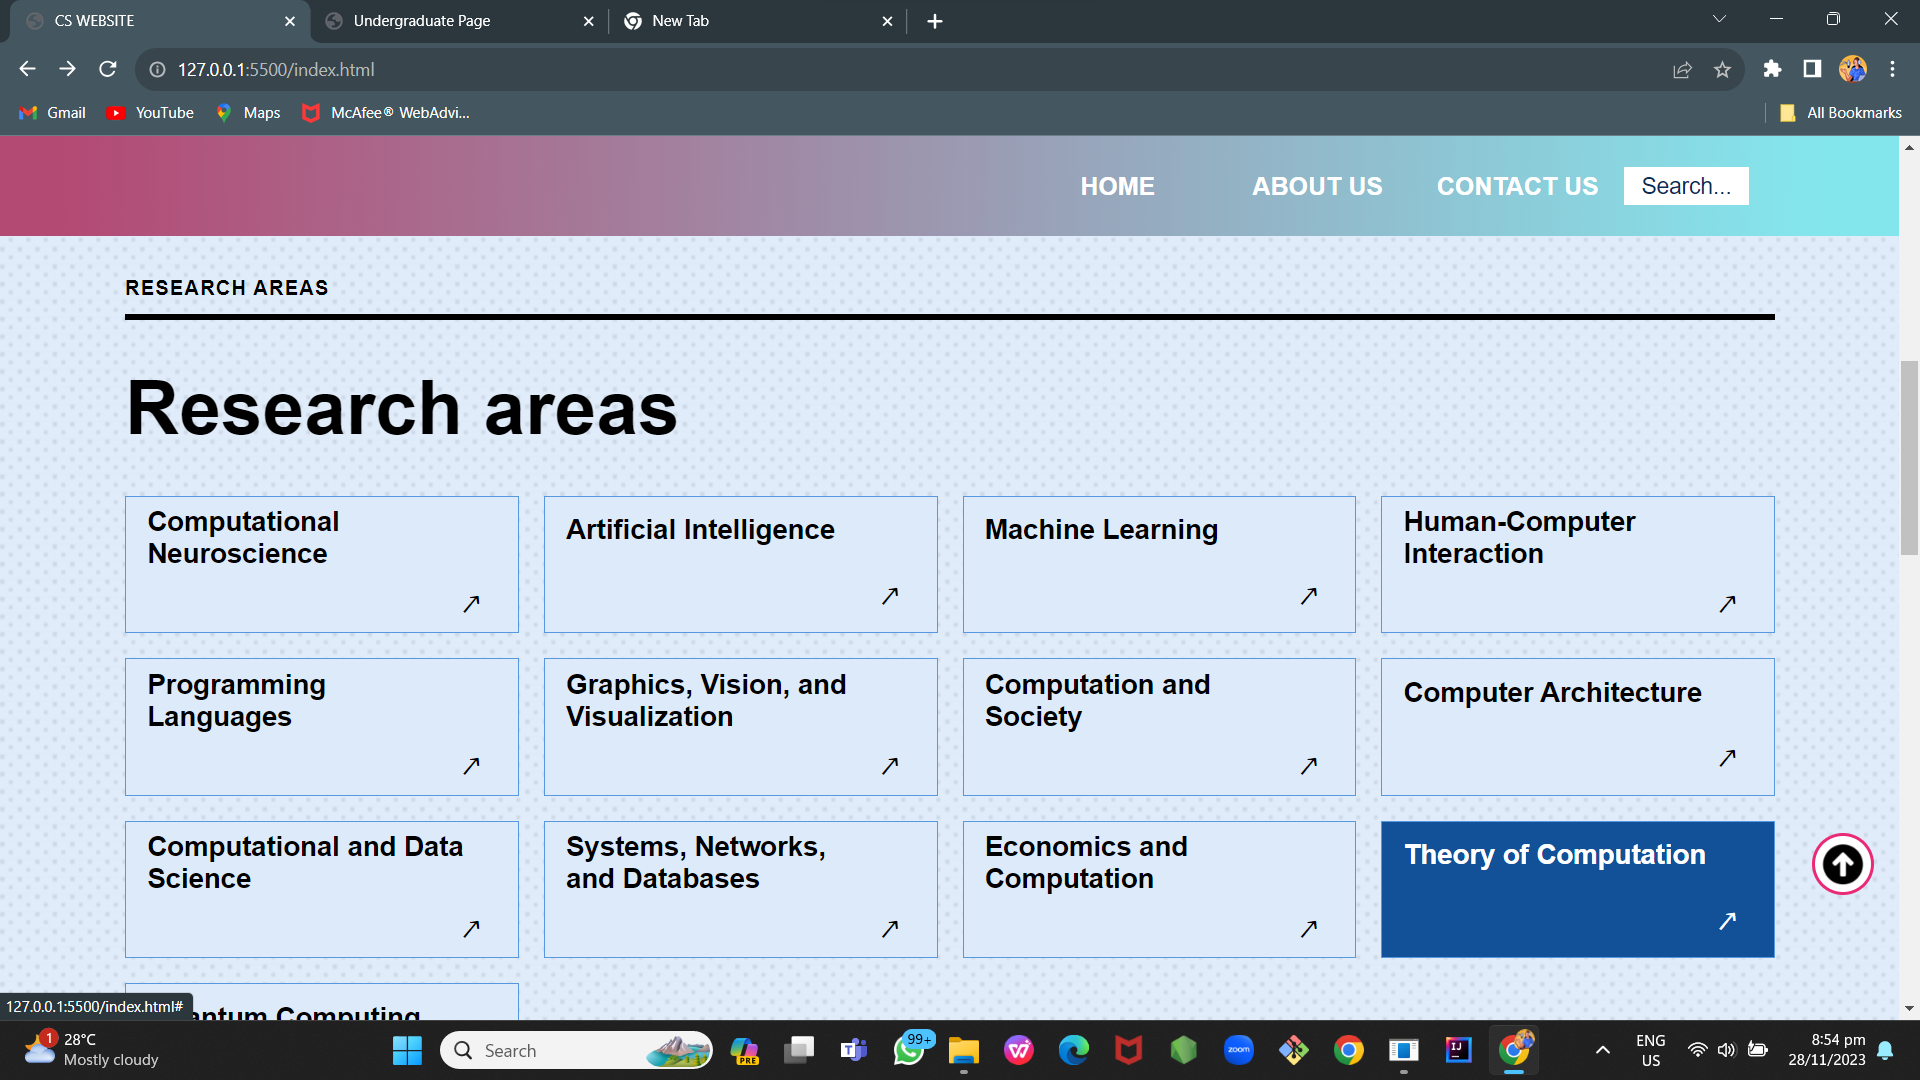 CS WEBSITE
Undergraduate Page
New Tab
127.0.0.1:5500/index.html
Gmail
YouTube
Maps
McAfee® WebAdvi...
All Bookmarks
HOME
ABOUT US
CONTACT US
Search...
RESEARCH AREAS
Research areas
Computational
Neuroscience
Artificial Intelligence
Machine Learning
Human-Computer
Interaction
Programming
Languages
Graphics, Vision, and
Visualization
Computation and
Society
Computer Architecture
Computational and Data
Science
Systems, Networks,
and Databases
Economics and
Computation
Theory of Computation
Computing
127.0.0.1:5500/index.html#
1
28°C
Mostly cloudy
Search
PRE
99+
zoom
IJ
ENG
US
8:54 pm
28/11/2023